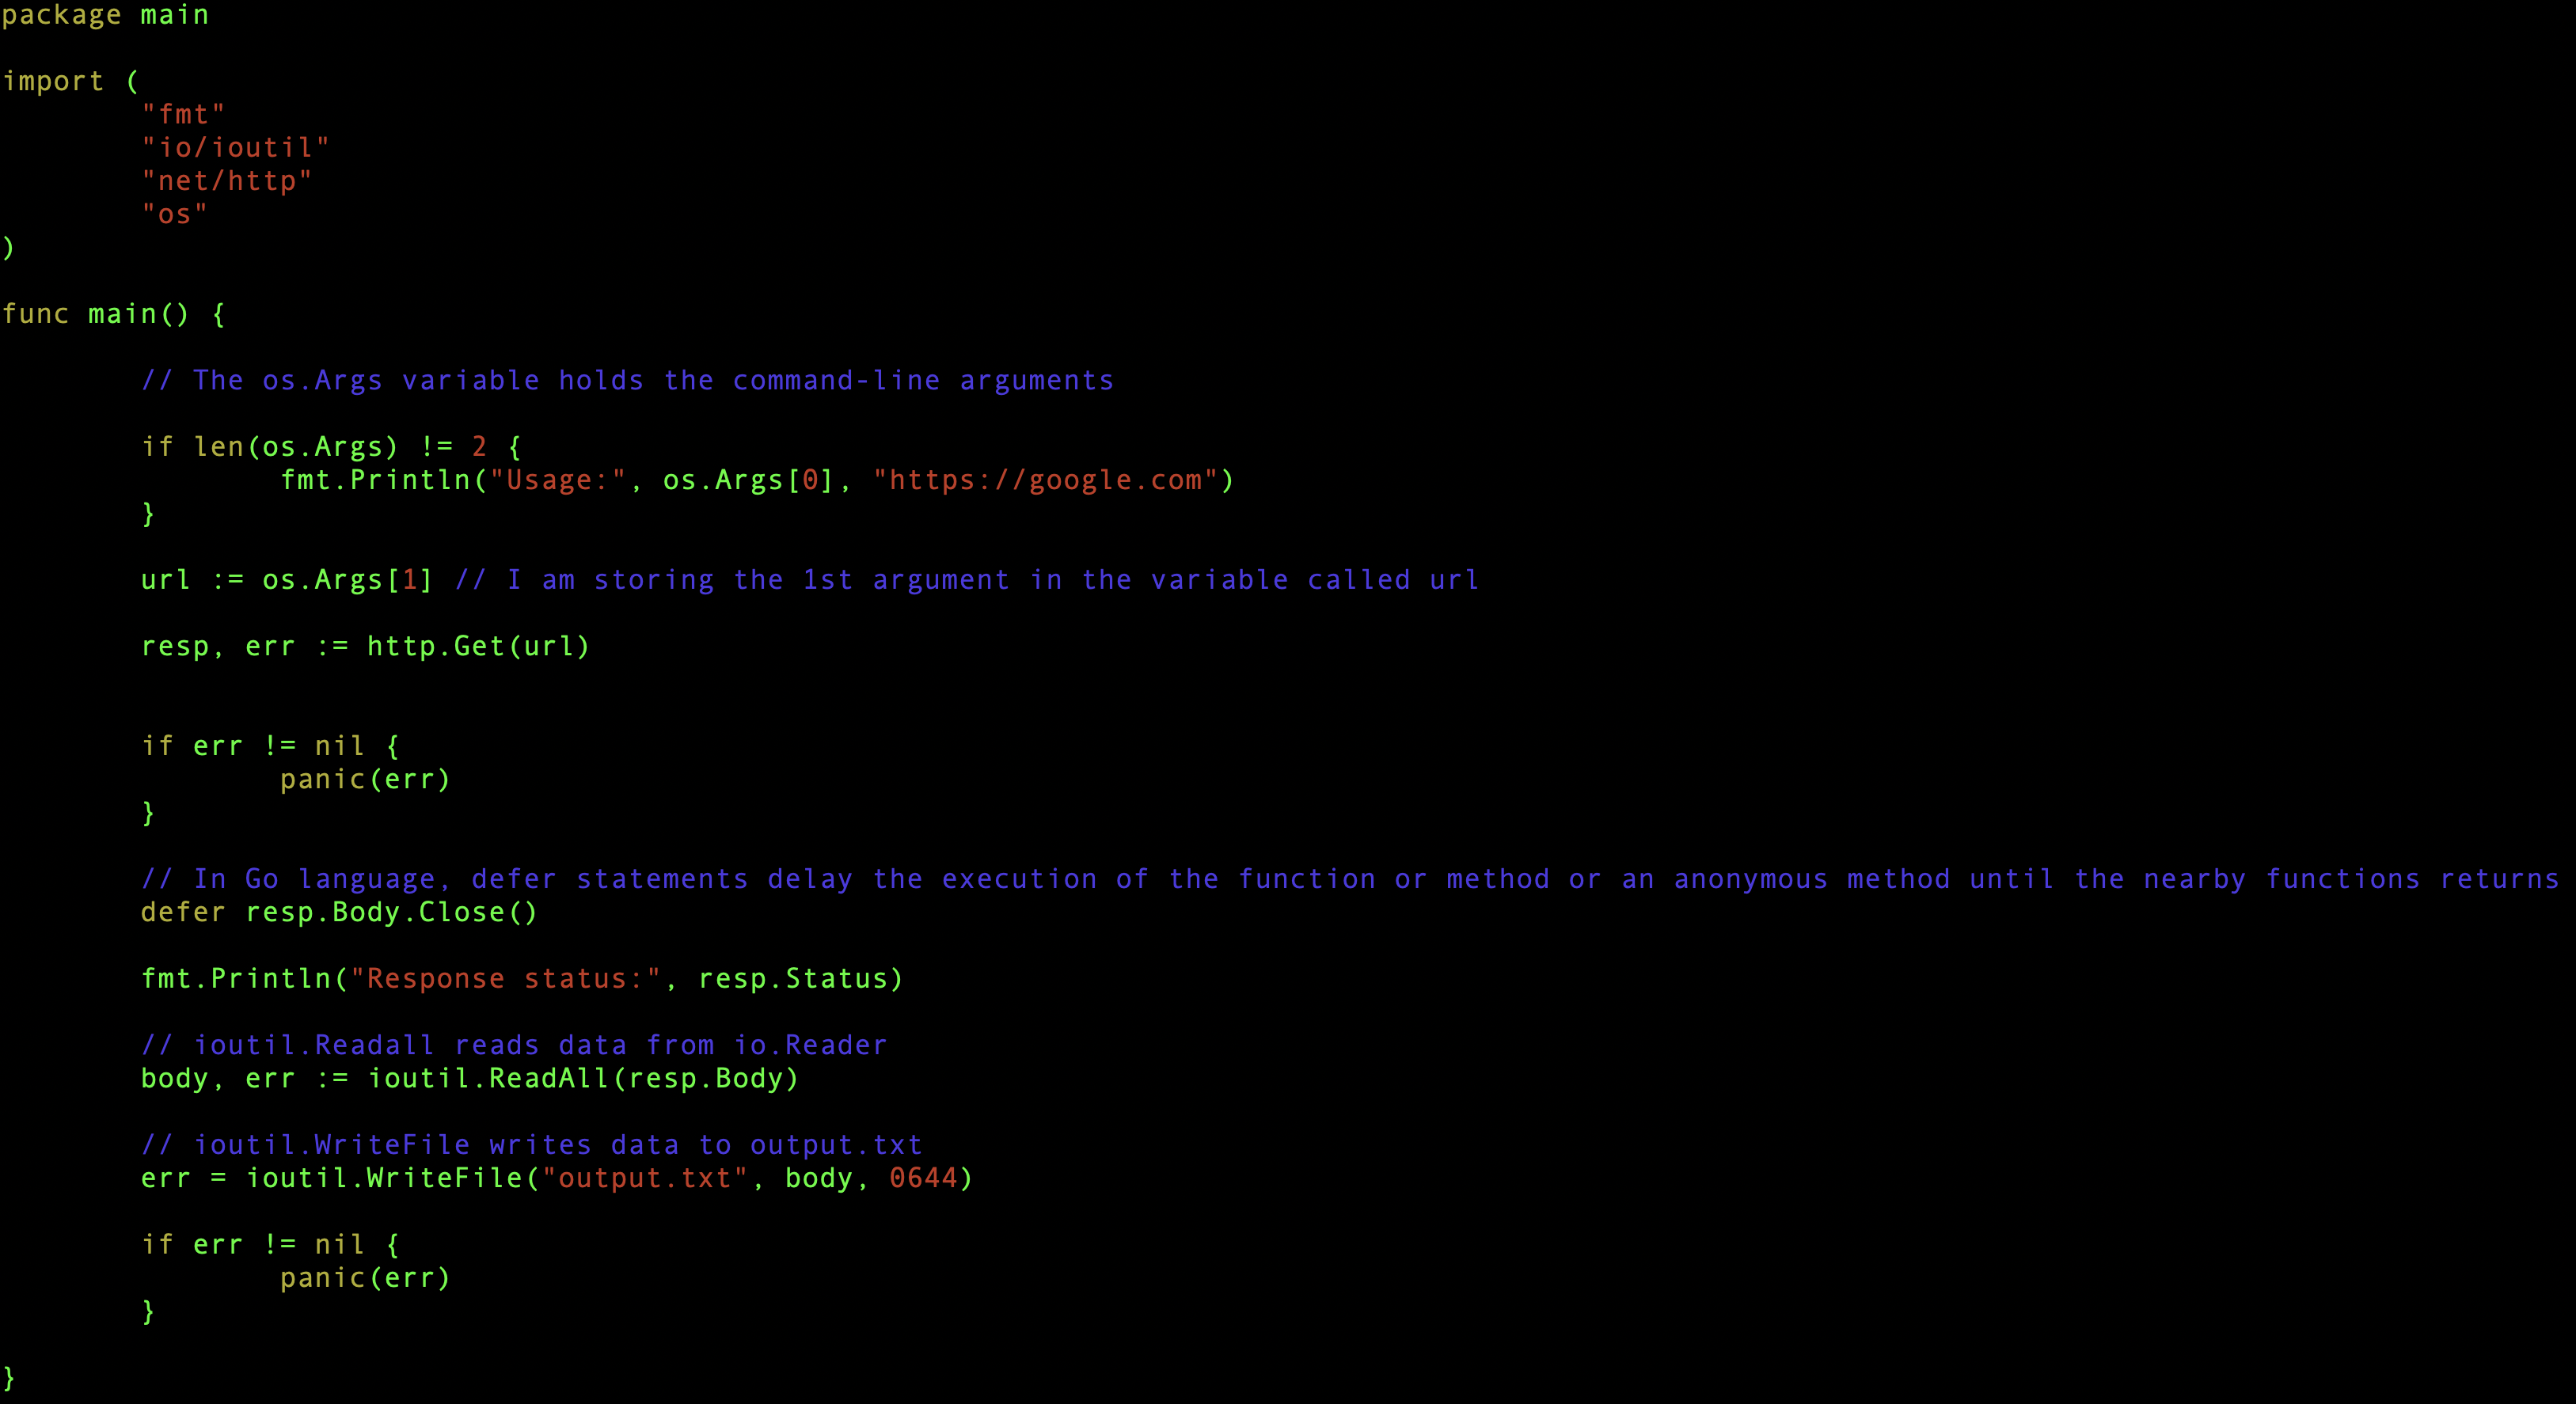 package main
import (
"fmt"
"io/ioutil"
"net/http"
"os"
)
func main() {
// The os.Args variable holds the command-line arguments
if len(os.Args) != 2 {
fmt.Println("Usage:", os.Args[0], "https://google.com")
}
url := os.Args[1] // I am storing the 1st argument in the variable called url
resp, err := http.Get(url)
if err != nil {
panic(err)
}
// In Go language, defer statements delay the execution of the function or method or an anonymous method until the nearby functions returns
defer resp.Body.Close()
fmt.Println("Response status:", resp.Status)
// ioutil.Readall reads data from io.Reader
body, err := ioutil.ReadAll(resp.Body)
// ioutil.WriteFile writes data to output.txt
err = ioutil.WriteFile("output.txt", body, 0644)
if err != nil {
panic(err)
}
}